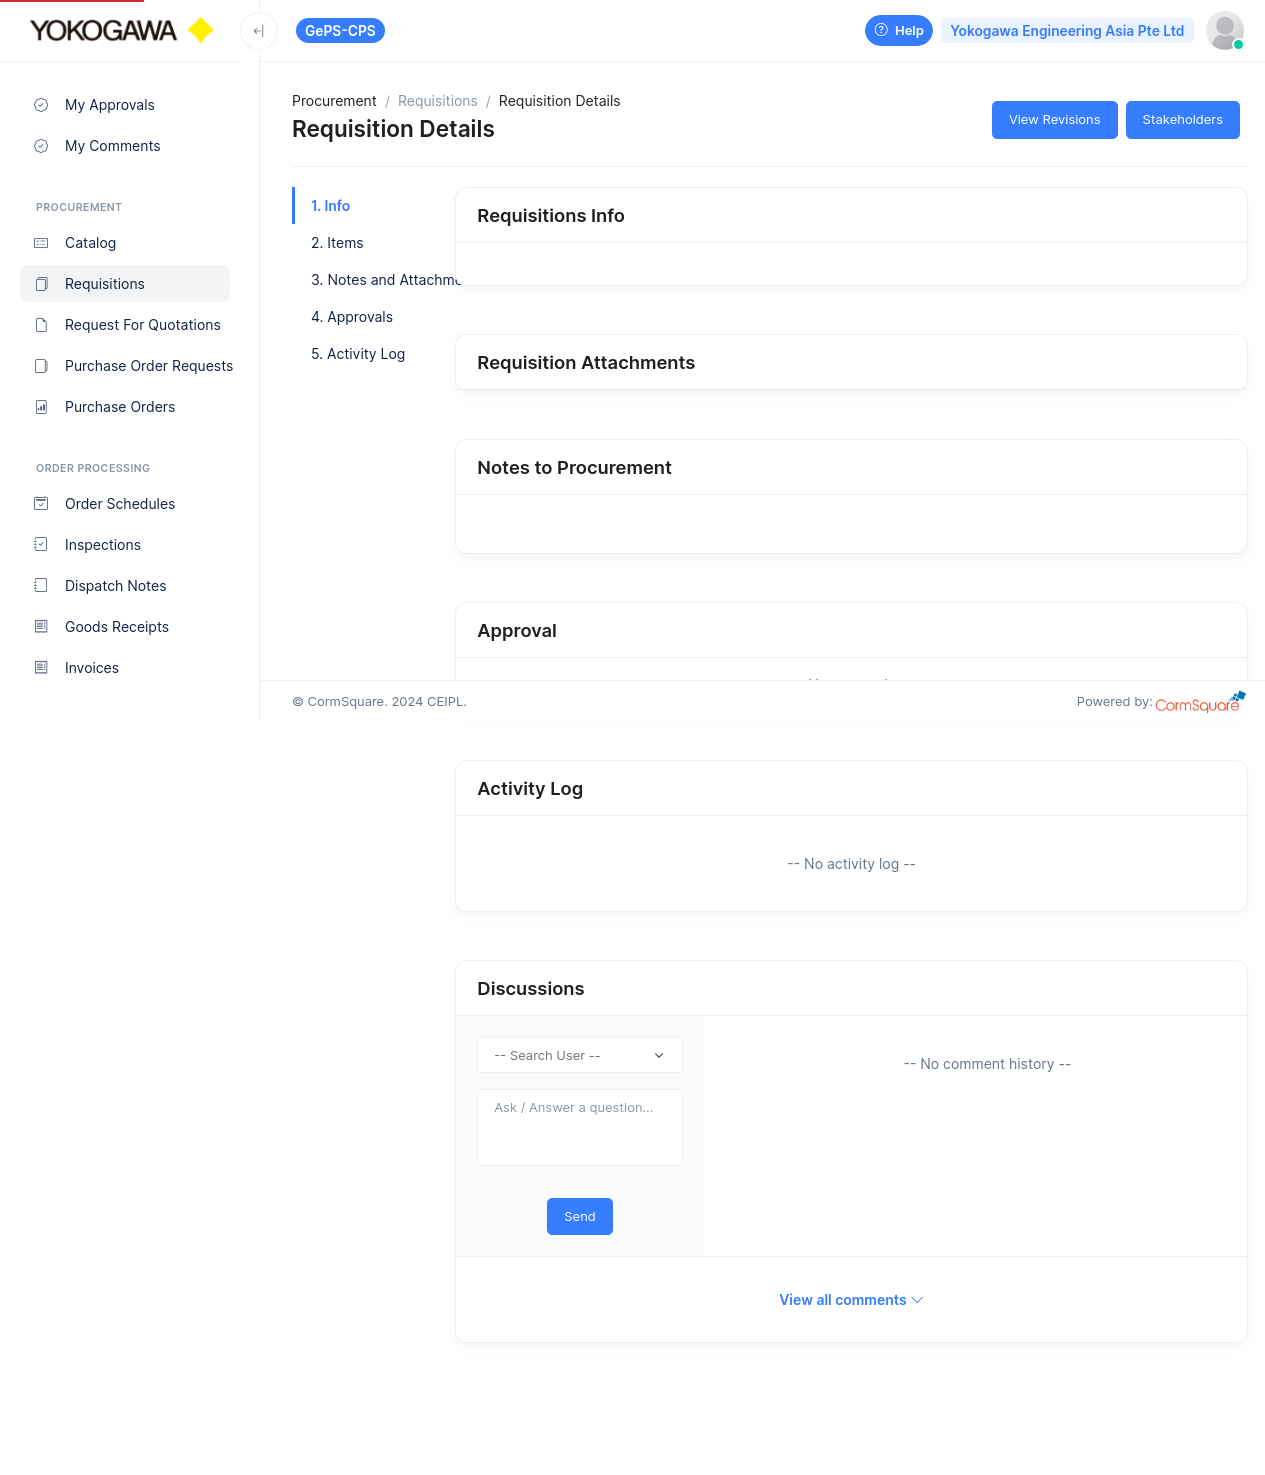 YOKOGAWA
GePS-CPS
Help
Yokogawa Engineering Asia Pte Ltd
My Approvals
My Comments
PROCUREMENT
Catalog
Requisitions
Request For Quotations
Purchase Order Requests
Purchase Orders
ORDER PROCESSING
Order Schedules
Inspections
Dispatch Notes
Goods Receipts
Invoices
Procurement / Requisitions / Requisition Details
Requisition Details
View Revisions
Stakeholders
1. Info
2. Items
3. Notes and Attachme
4. Approvals
5. Activity Log
Requisitions Info
Requisition Attachments
Notes to Procurement
Approval
© CormSquare. 2024 CEIPL.
Powered by: CormSquare
Activity Log
-- No activity log --
Discussions
-- Search User --
Ask / Answer a question...
Send
-- No comment history --
View all comments